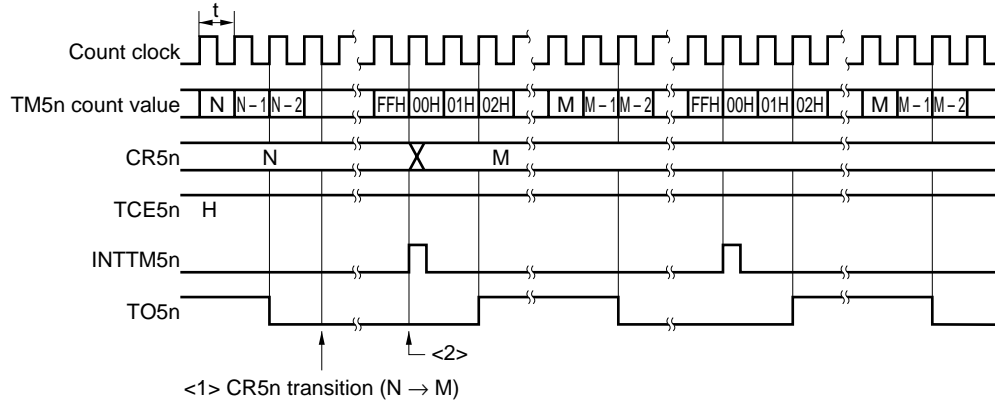 t
Count clock
TM5n count value N N – 1 N – 2 FFH 00H 01H 02H M M – 1 M – 2 FFH 00H 01H 02H M M – 1 M – 2
CR5n N M
TCE5n H
INTTM5n
TO5n
<2>
<1> CR5n transition (N → M)